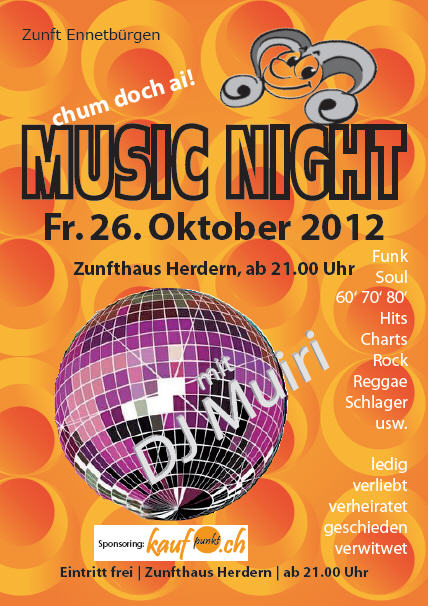 Zunft Ennetbürgen
chum doch ai!
MUSIC NIGHT
Fr. 26. Oktober 2012
Zunfthaus Herdern, ab 21.00 Uhr
Funk
Soul
60‘ 70‘ 80‘
Hits
Charts
Rock
Reggae
Schlager
usw.
mit
DJ Muiri
ledig
verliebt
verheiratet
geschieden
verwitwet
Sponsoring: kauf punkt.ch
Eintritt frei | Zunfthaus Herdern | ab 21.00 Uhr